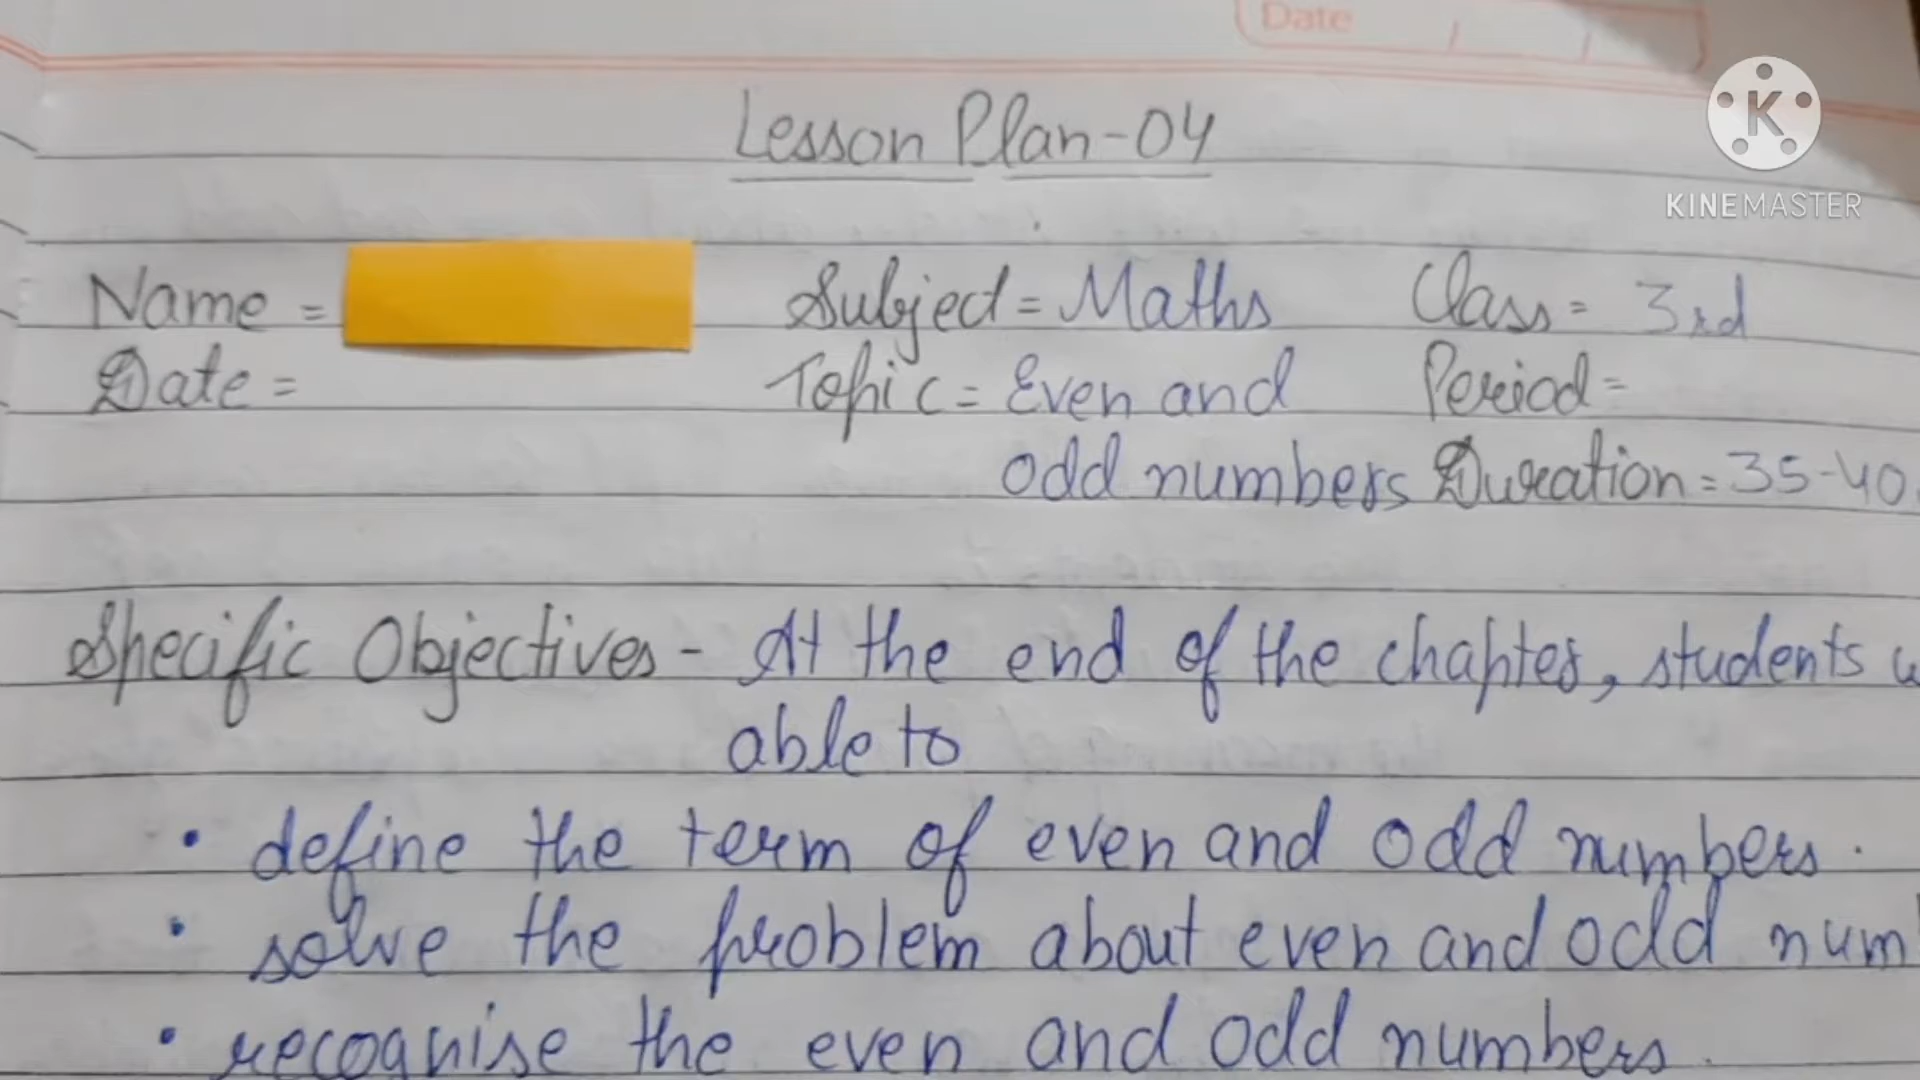 Date
Lesson Plan-04
K
KINEMASTER
Name = Subject = Maths Class = 3rd
Date = Topic = Even and Period =
odd numbers Duration = 35-40
Specific Objectives - At the end of the chapter, students
able to
• define the term of even and odd numbers.
• solve the problem about even and odd num
• recognise the even and odd numbers.